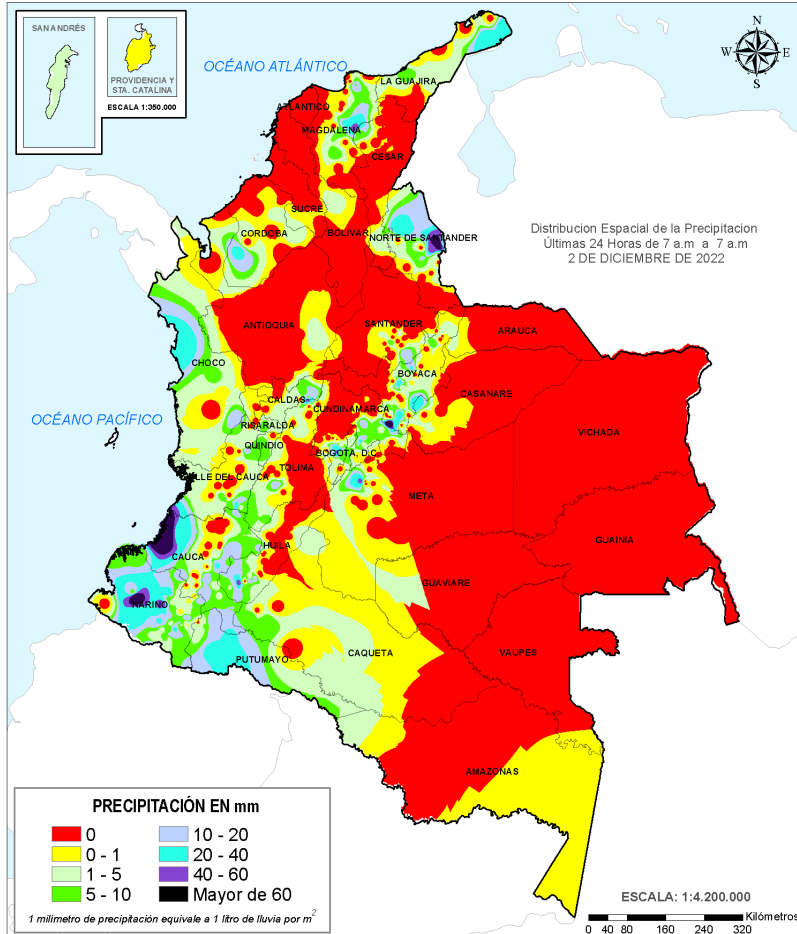 SAN ANDRÉS
PROVIDENCIA Y
STA. CATALINA
ESCALA 1:350.000
OCÉANO ATLÁNTICO
N
W
E
S
LA GUAJIRA
ATLANTICO
MAGDALENA
CESAR
SUCRE
CORDOBA
BOLIVAR
NORTE DE SANTANDER
Distribucion Espacial de la Precipitacion
Últimas 24 Horas de 7 a.m a 7 a.m
2 DE DICIEMBRE DE 2022
ANTIOQUIA
SANTANDER
ARAUCA
CHOCO
BOYACA
CASANARE
CALDAS
CUNDINAMARCA
OCÉANO PACÍFICO
RISARALDA
VICHADA
QUINDIO
BOGOTA, D.C.
TOLIMA
VALLE DEL CAUCA
META
GUAINIA
HUILA
CAUCA
GUAVIARE
NARIÑO
CAQUETA
VAUPES
PUTUMAYO
AMAZONAS
PRECIPITACIÓN EN mm
0
0 - 1
1 - 5
5 - 10
10 - 20
20 - 40
40 - 60
Mayor de 60
1 milimetro de precipitación equivale a 1 litro de lluvia por m2
ESCALA: 1:4.200.000
Kilómetros
0 40 80 160 240 320